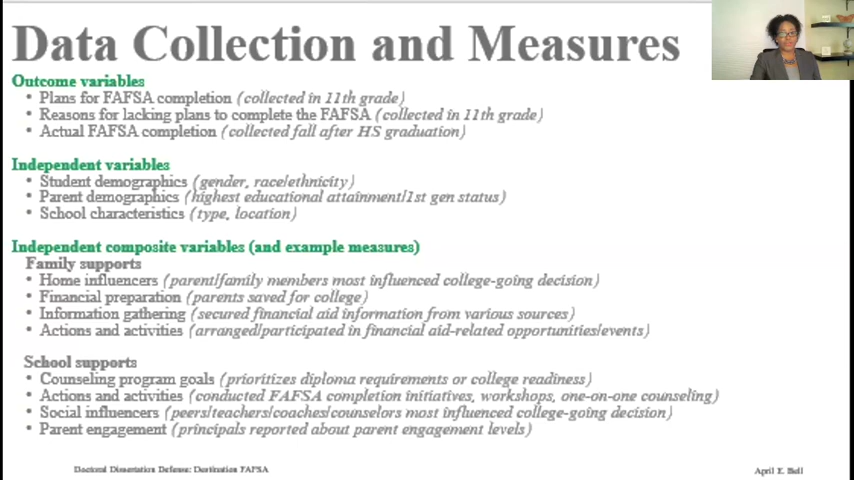 Data Collection and Measures
Outcome variables
• Plans for FAFSA completion (collected in 11th grade)
• Reasons for lacking plans to complete the FAFSA (collected in 11th grade)
• Actual FAFSA completion (collected fall after HS graduation)
Independent variables
• Student demographics (gender, race/ethnicity)
• Parent demographics (highest educational attainment/1st gen status)
• School characteristics (type, location)
Independent composite variables (and example measures)
Family supports
• Home influencers (parent/family members most influenced college-going decision)
• Financial preparation (parents saved for college)
• Information gathering (secured financial aid information from various sources)
• Actions and activities (arranged/participated in financial aid-related opportunities/events)
School supports
• Counseling program goals (prioritizes diploma requirements or college readiness)
• Actions and activities (conducted FAFSA completion initiatives, workshops, one-on-one counseling)
• Social influencers (peers/teachers/coaches/counselors most influenced college-going decision)
• Parent engagement (principals reported about parent engagement levels)
Doctoral Dissertation Defense: Destination FAFSA
April E. Bell